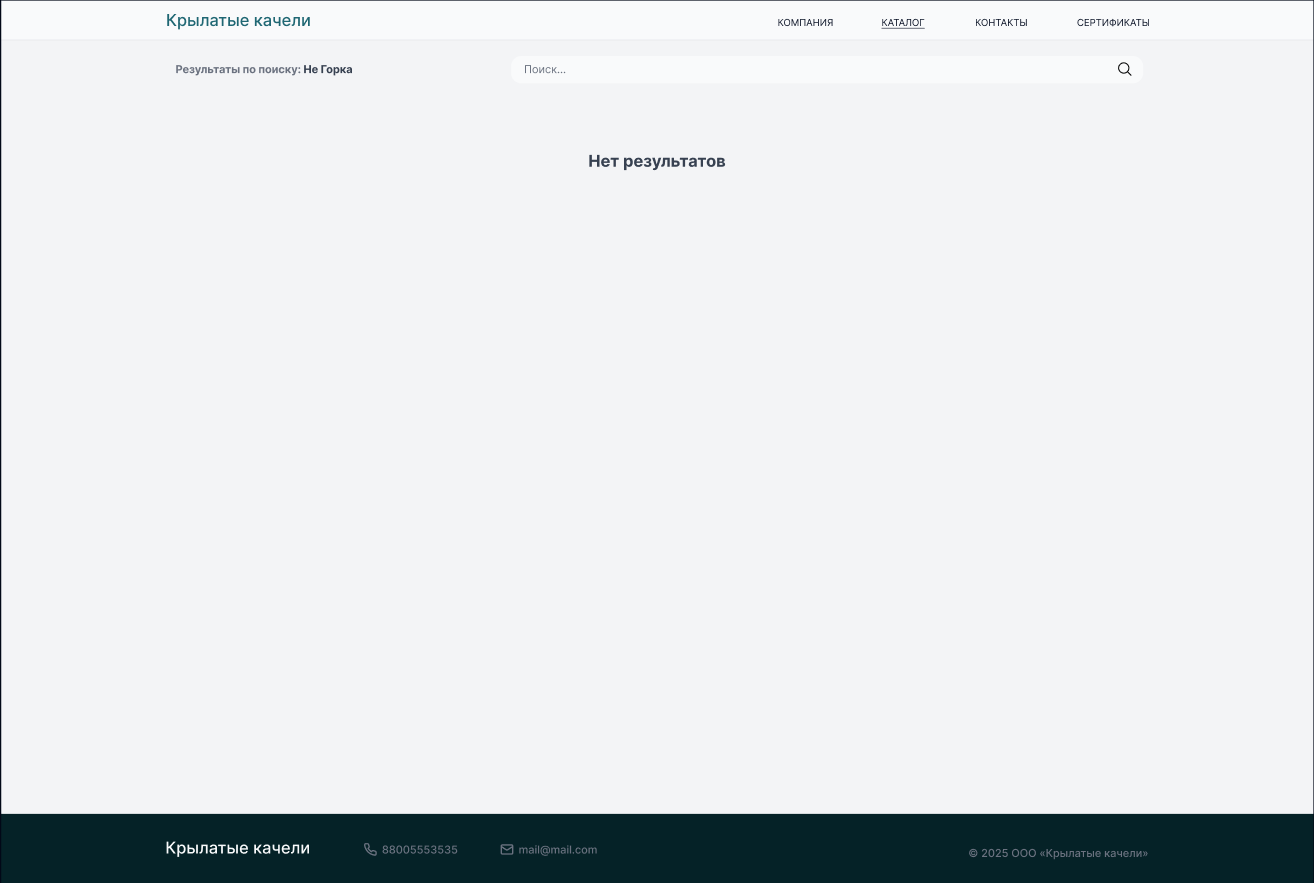 Крылатые качели
КОМПАНИЯ
КАТАЛОГ
КОНТАКТЫ
СЕРТИФИКАТЫ
Результаты по поиску: Не Горка
Поиск...
Нет результатов
Крылатые качели
88005553535
mail@mail.com
© 2025 ООО «Крылатые качели»